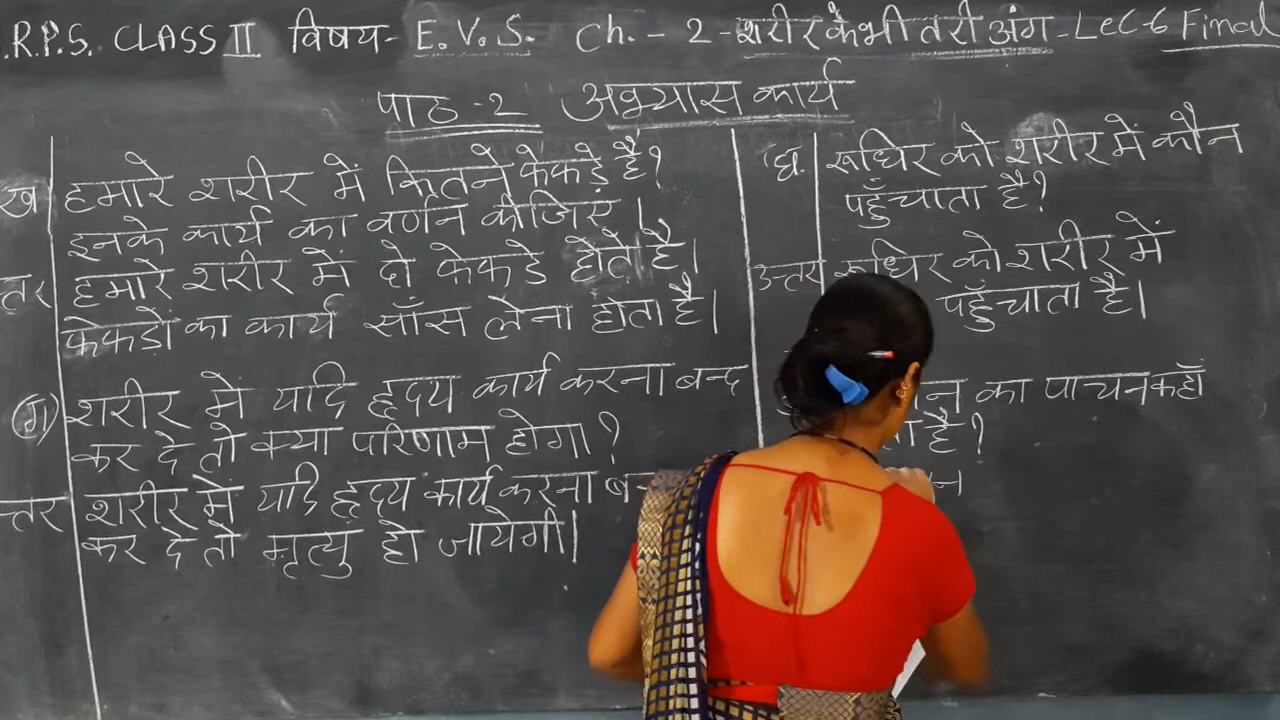 .R.P.S. CLASS II विषय- E.V.S. Ch. - 2 - शरीर के भीतरी अंग - Lec-6 Final
पाठ -2 अभ्यास कार्य
ख हमारे शरीर में कितने फेफड़े हैं?
इनके कार्य का वर्णन कीजिए।
तर हमारे शरीर में दो फेफड़े होते है।
फेफड़ो का कार्य साँस लेना होता है।
ग) शरीर में यदि हृदय कार्य करना बन्द
कर दे तो क्या परिणाम होगा?
तर शरीर में यदि हृदय कार्य करना
कर दे तो मृत्यु हो जायेगी।
घ. रूधिर को शरीर में कौन
पहुँचाता है?
उत्तर रूधिर को शरीर में
पहुँचाता है।
का पाचन कहाँ
है?